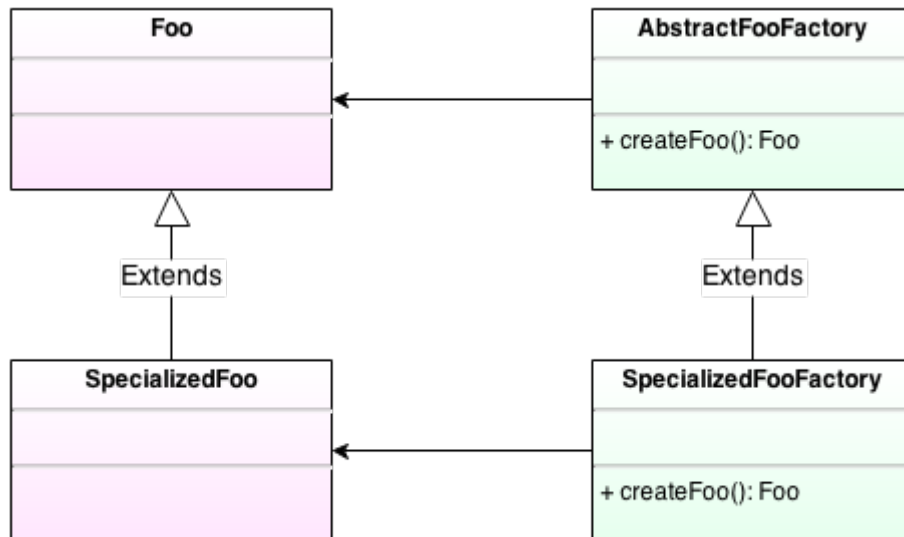 Foo
AbstractFooFactory
+ createFoo(): Foo
Extends
Extends
SpecializedFoo
SpecializedFooFactory
+ createFoo(): Foo